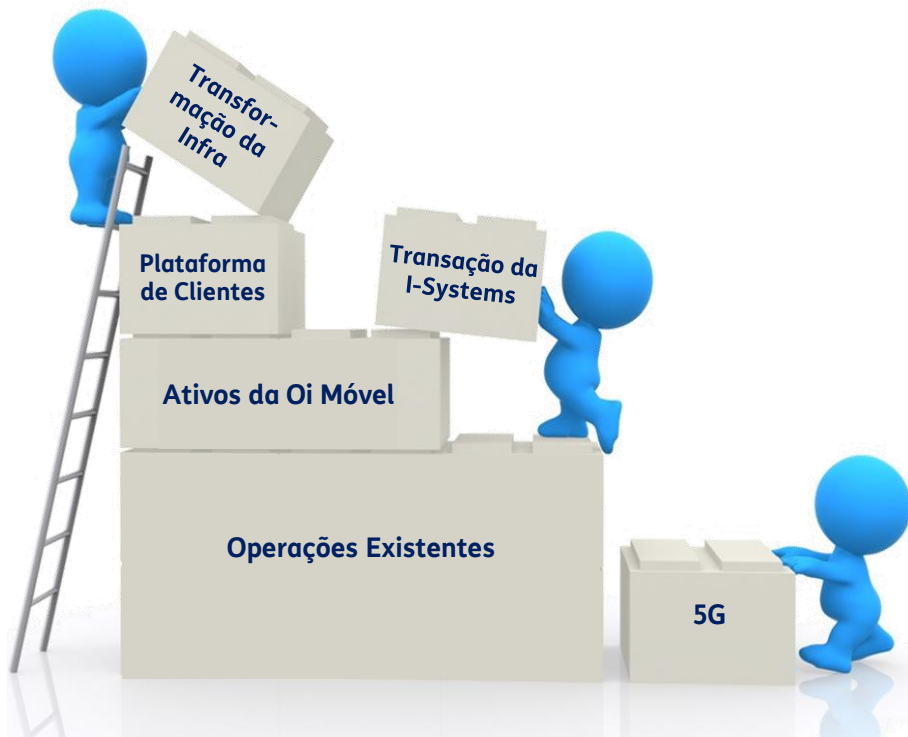 Transfor-
mação da
Infra
Plataforma
de Clientes
Transação da
I-Systems
Ativos da Oi Móvel
Operações Existentes
5G